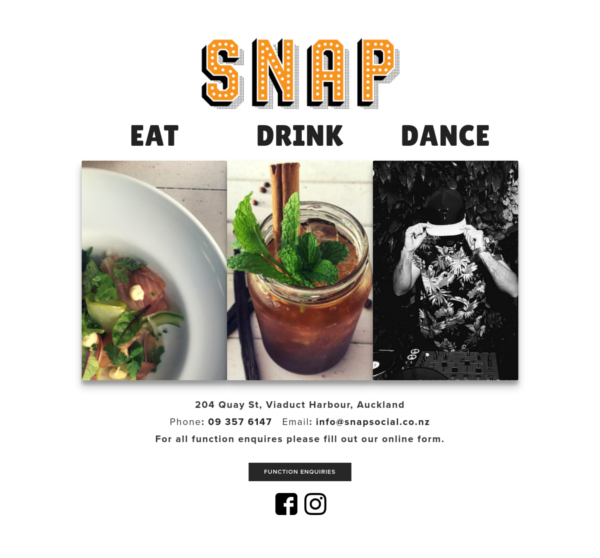 SNAP
EAT DRINK DANCE
204 Quay St, Viaduct Harbour, Auckland
Phone: 09 357 6147 Email: info@snapsocial.co.nz
For all function enquires please fill out our online form.
FUNCTION ENQUIRIES